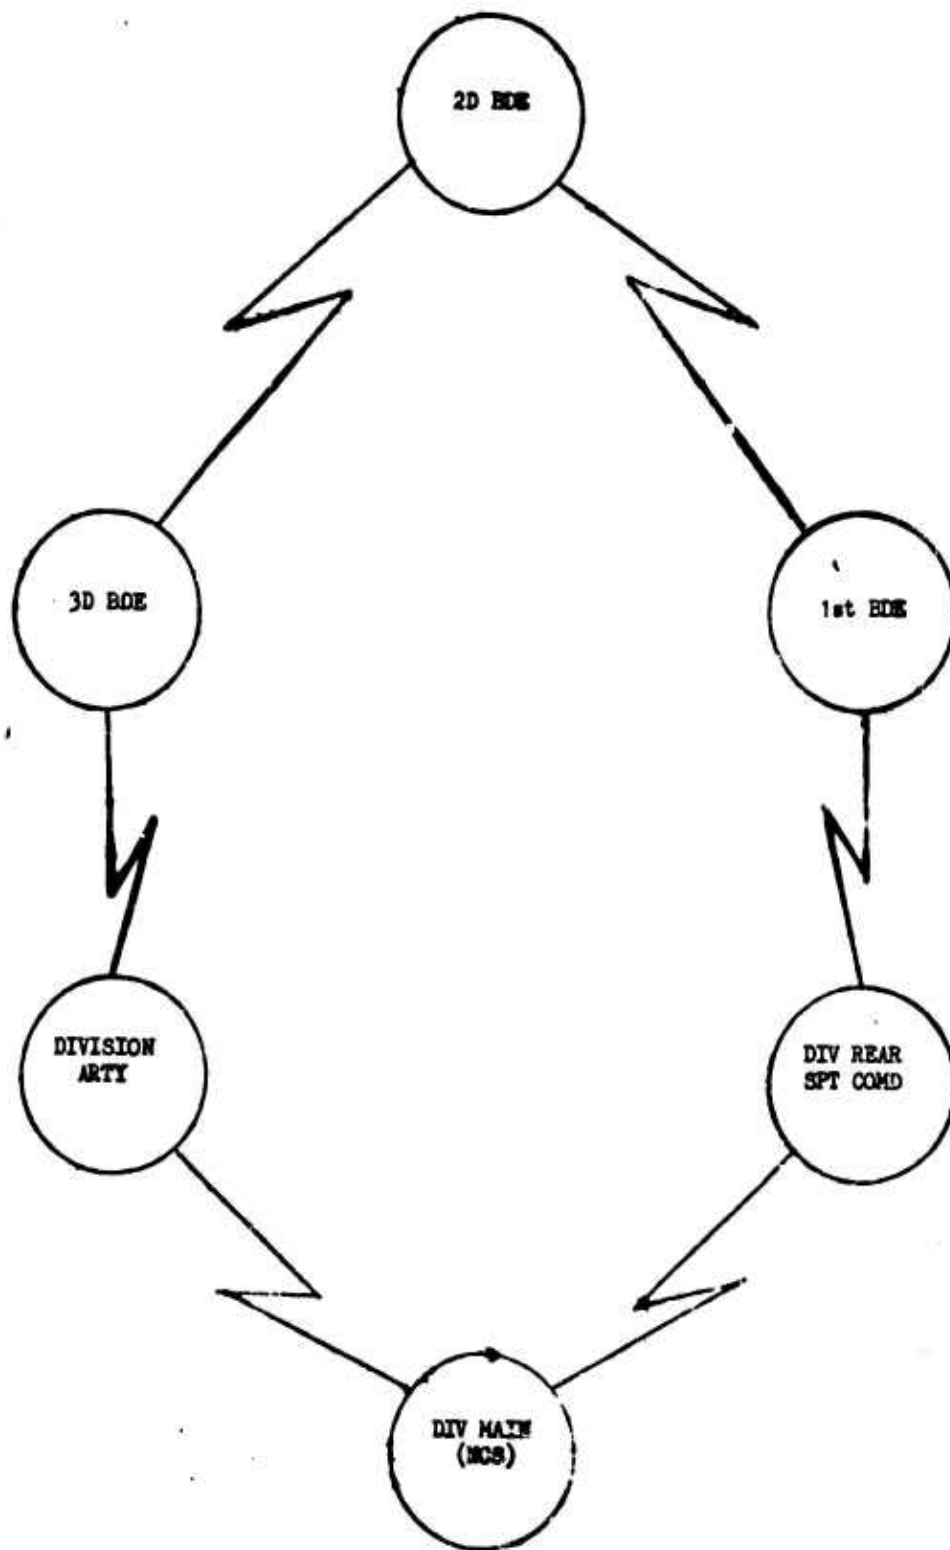 2D BDE
3D BDE
1st BDE
DIVISION
ARTY
DIV REAR
SPT COMD
DIV MAIN
(NCS)